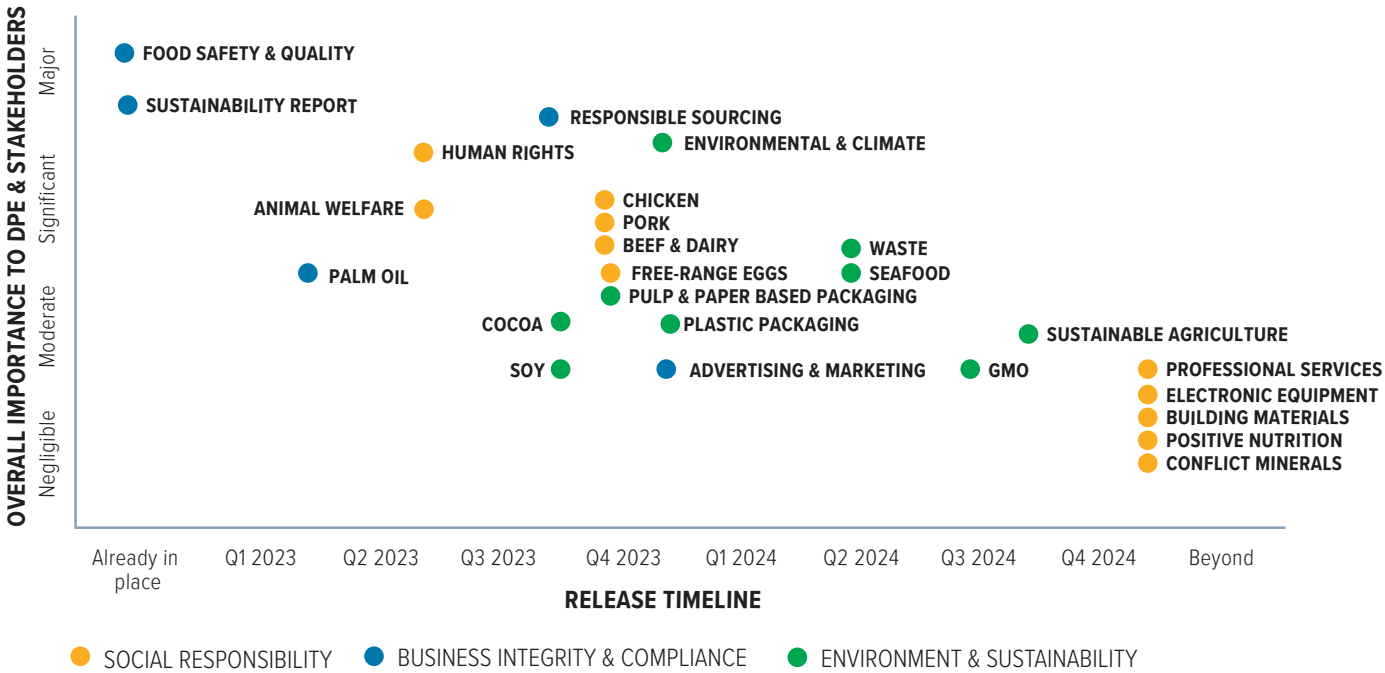 OVERALL IMPORTANCE TO DPE & STAKEHOLDERS
Major
Significant
Moderate
Negligible
FOOD SAFETY & QUALITY
SUSTAINABILITY REPORT
RESPONSIBLE SOURCING
ENVIRONMENTAL & CLIMATE
HUMAN RIGHTS
CHICKEN
ANIMAL WELFARE
PORK
BEEF & DAIRY
WASTE
FREE-RANGE EGGS
SEAFOOD
PALM OIL
PULP & PAPER BASED PACKAGING
COCOA
PLASTIC PACKAGING
SUSTAINABLE AGRICULTURE
SOY
ADVERTISING & MARKETING
GMO
PROFESSIONAL SERVICES
ELECTRONIC EQUIPMENT
BUILDING MATERIALS
POSITIVE NUTRITION
CONFLICT MINERALS
Already in
place
Q1 2023
Q2 2023
Q3 2023
Q4 2023
Q1 2024
Q2 2024
Q3 2024
Q4 2024
Beyond
RELEASE TIMELINE
SOCIAL RESPONSIBILITY
BUSINESS INTEGRITY & COMPLIANCE
ENVIRONMENT & SUSTAINABILITY